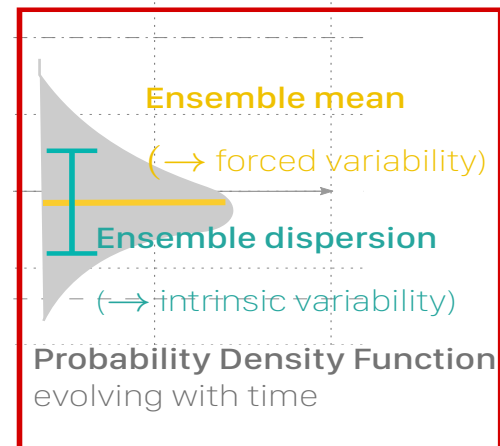 Ensemble mean
(→ forced variability)
Ensemble dispersion
(→ intrinsic variability)
Probability Density Function
evolving with time